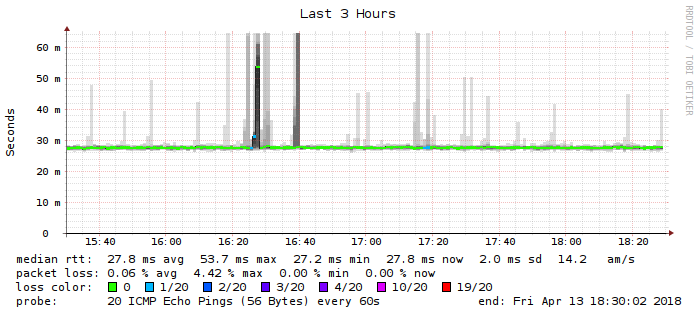 Last 3 Hours
RRDTOOL / TOBI OETIKER
Seconds
60 m
50 m
40 m
30 m
20 m
10 m
0
15:40 16:00 16:20 16:40 17:00 17:20 17:40 18:00 18:20
median rtt: 27.8 ms avg 53.7 ms max 27.2 ms min 27.8 ms now 2.0 ms sd 14.2 am/s
packet loss: 0.06 % avg 4.42 % max 0.00 % min 0.00 % now
loss color: 0 1/20 2/20 3/20 4/20 10/20 19/20
probe: 20 ICMP Echo Pings (56 Bytes) every 60s end: Fri Apr 13 18:30:02 2018